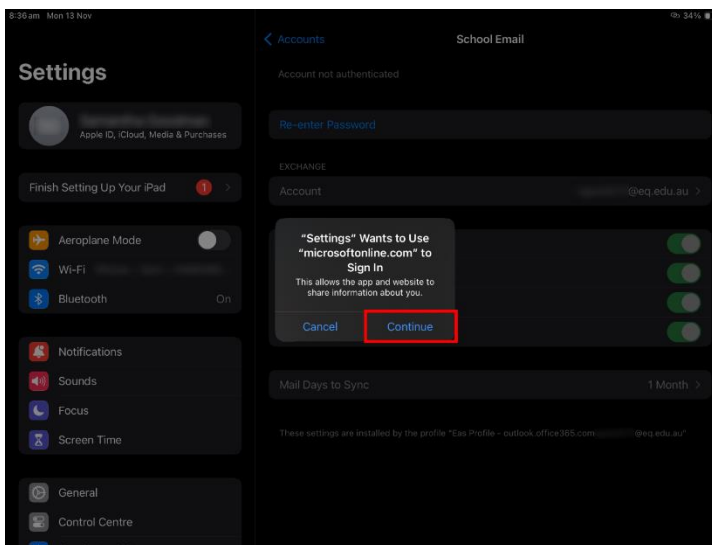 8:36 am Mon 13 Nov
34%
Settings
Apple ID, iCloud, Media & Purchases
Finish Setting Up Your iPad 1
Aeroplane Mode
Wi-Fi
Bluetooth On
Notifications
Sounds
Focus
Screen Time
General
Control Centre
Accounts
School Email
Account not authenticated
Re-enter Password
EXCHANGE
Account @eq.edu.au
"Settings" Wants to Use
"microsoftonline.com" to
Sign In
This allows the app and website to
share information about you.
Cancel Continue
Mail Days to Sync 1 Month
These settings are installed by the profile "Eas Profile - outlook.office365.com @eq.edu.au"